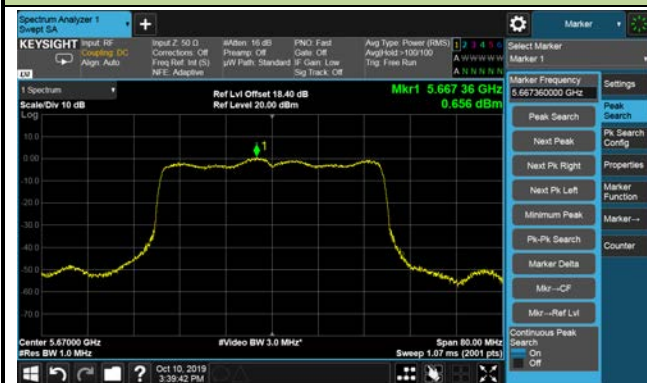 Spectrum Analyzer 1
Swept SA
+
Marker
KEYSIGHT
Input: RF
Coupling: DC
Align: Auto
Input Z: 50 Ω
Corrections: Off
Freq Ref: Int (S)
NFE: Adaptive
#Atten: 16 dB
Preamp: Off
µW Path: Standard
PNO: Fast
Gate: Off
IF Gain: Low
Sig Track: Off
Avg Type: Power (RMS)
Avg|Hold:>100/100
Trig: Free Run
1 2 3 4 5 6
A W W W W W
A N N N N N
Select Marker
Marker 1
LXI
1 Spectrum
Scale/Div 10 dB
Log
Ref Lvl Offset 18.40 dB
Ref Level 20.00 dBm
Mkr1 5.667 36 GHz
0.656 dBm
1
10.0
0.00
-10.0
-20.0
-30.0
-40.0
-50.0
-60.0
-70.0
Center 5.67000 GHz
#Res BW 1.0 MHz
#Video BW 3.0 MHz*
Span 80.00 MHz
Sweep 1.07 ms (2001 pts)
Marker Frequency
5.667360000 GHz
Peak Search
Next Peak
Next Pk Right
Next Pk Left
Minimum Peak
Pk-Pk Search
Marker Delta
Mkr→CF
Mkr→Ref Lvl
Continuous Peak
Search
On
Off
Settings
Peak
Search
Pk Search
Config
Properties
Marker
Function
Marker→
Counter
?
Oct 10, 2019
3:39:42 PM